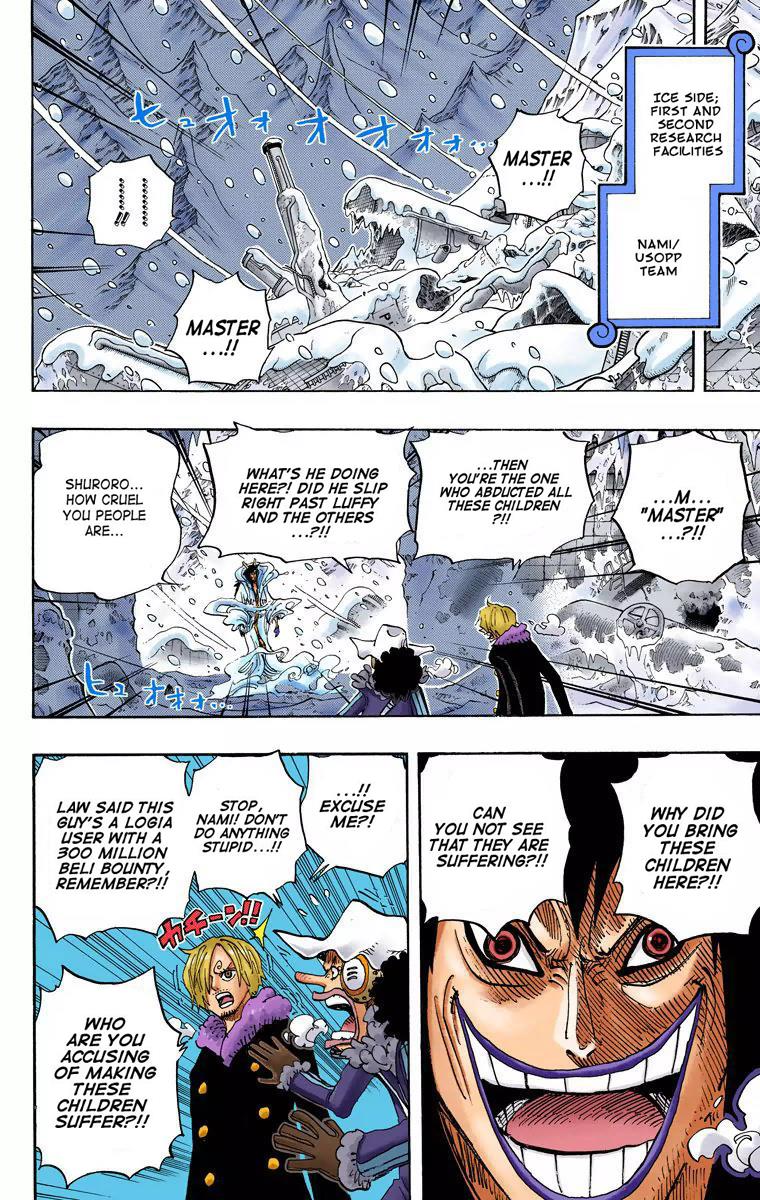 ICE SIDE;
FIRST AND
SECOND
RESEARCH
FACILITIES
NAMI/
USOPP
TEAM
MASTER
...!!
ヒュオォオオオォォ...
!!
MASTER
...!!
...M...
"MASTER"
...?!!
...THEN
YOU'RE THE ONE
WHO ABDUCTED ALL
THESE CHILDREN
?!!
WHAT'S HE DOING
HERE?! DID HE SLIP
RIGHT PAST LUFFY
AND THE OTHERS
...?!!
SHURORO...
HOW CRUEL
YOU PEOPLE
ARE...
ヒュオオォ...
WHY DID
YOU BRING
THESE
CHILDREN
HERE?!!
CAN
YOU NOT SEE
THAT THEY ARE
SUFFERING?!!
...!!
EXCUSE
ME?!
STOP,
NAMI! DON'T
DO ANYTHING
STUPID...!!
LAW SAID THIS
GUY'S A LOGIA
USER WITH A
300 MILLION
BELI BOUNTY,
REMEMBER?!!
カチーン!!
WHO
ARE YOU
ACCUSING
OF MAKING
THESE
CHILDREN
SUFFER?!!